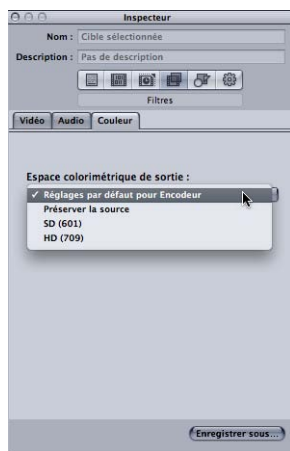 Inspecteur
Nom : Cible sélectionnée
Description : Pas de description
Filtres
Vidéo Audio Couleur
Espace colorimétrique de sortie :
✓ Réglages par défaut pour Encodeur
Préserver la source
SD (601)
HD (709)
Enregistrer sous...